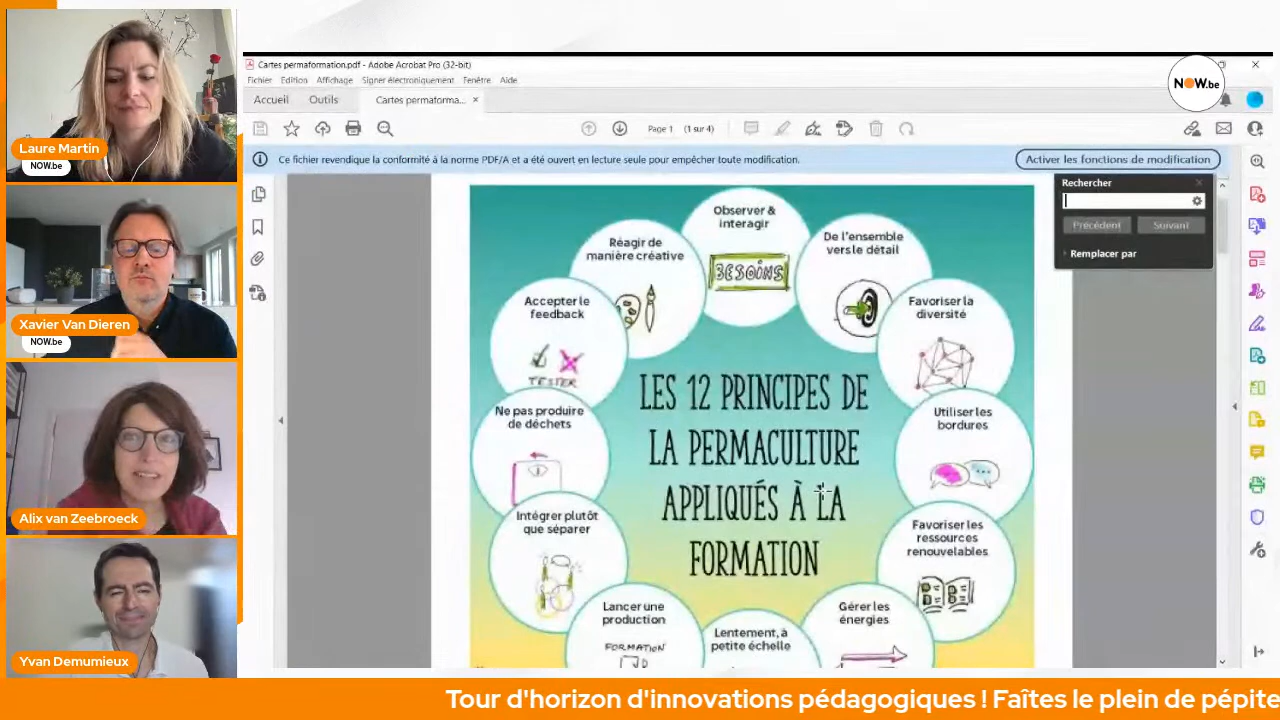 Laure Martin
NOW.be
Xavier Van Dieren
NOW.be
Alix van Zeebroeck
Yvan Demumieux
Cartes permaformation.pdf - Adobe Acrobat Pro (32-bit)
Fichier Edition Affichage Signer électroniquement Fenêtre Aide
NOW.be
Accueil Outils Cartes permaforma... ×
Page 1 (1 sur 4)
Ce fichier revendique la conformité à la norme PDF/A et a été ouvert en lecture seule pour empêcher toute modification.
Activer les fonctions de modification
Rechercher
Précédent Suivant
Remplacer par
Observer &
interagir
BESOINS
De l'ensemble
vers le détail
Favoriser la
diversité
Utiliser les
bordures
Favoriser les
ressources
renouvelables
Gérer les
énergies
Lentement, à
petite échelle
Lancer une
production
FORMATION
Intégrer plutôt
que séparer
Ne pas produire
de déchets
Accepter le
feedback
TESTER
Réagir de
manière créative
LES 12 PRINCIPES DE
LA PERMACULTURE
APPLIQUÉS À LA
FORMATION
Tour d'horizon d'innovations pédagogiques ! Faîtes le plein de pépite